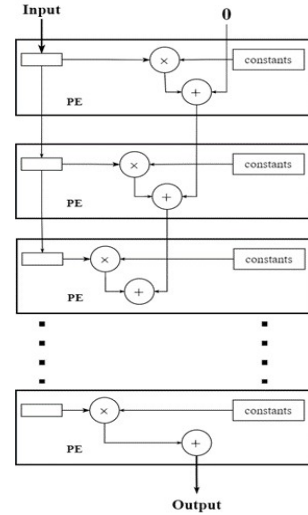 Input
0
×
constants
+
PE
×
constants
+
PE
×
constants
+
PE
×
constants
+
PE
Output